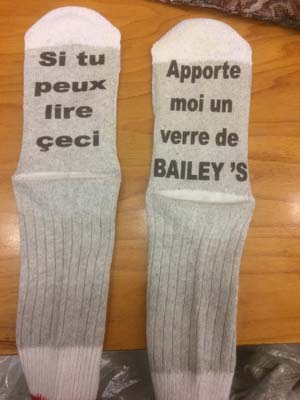 Si tu
peux
lire
çeci
Apporte
moi un
verre de
BAILEY 'S